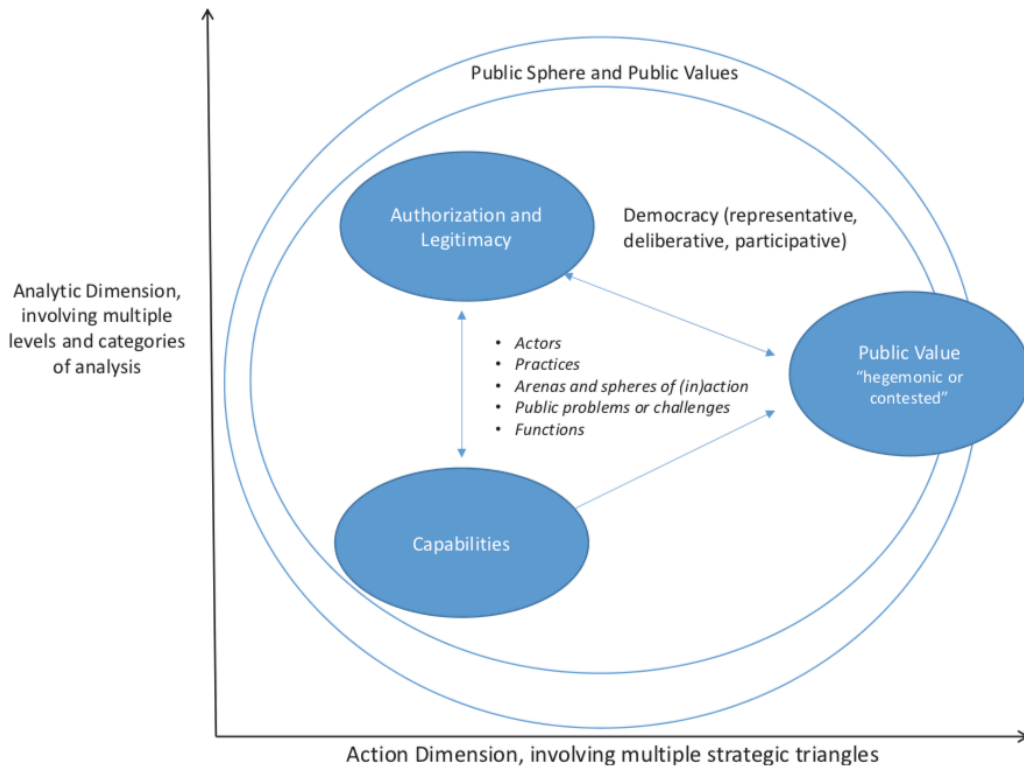 Public Sphere and Public Values
Authorization and
Legitimacy
Democracy (representative,
deliberative, participative)
Analytic Dimension,
involving multiple
levels and categories
of analysis
• Actors
• Practices
• Arenas and spheres of (in)action
• Public problems or challenges
• Functions
Public Value
“hegemonic or
contested”
Capabilities
Action Dimension, involving multiple strategic triangles